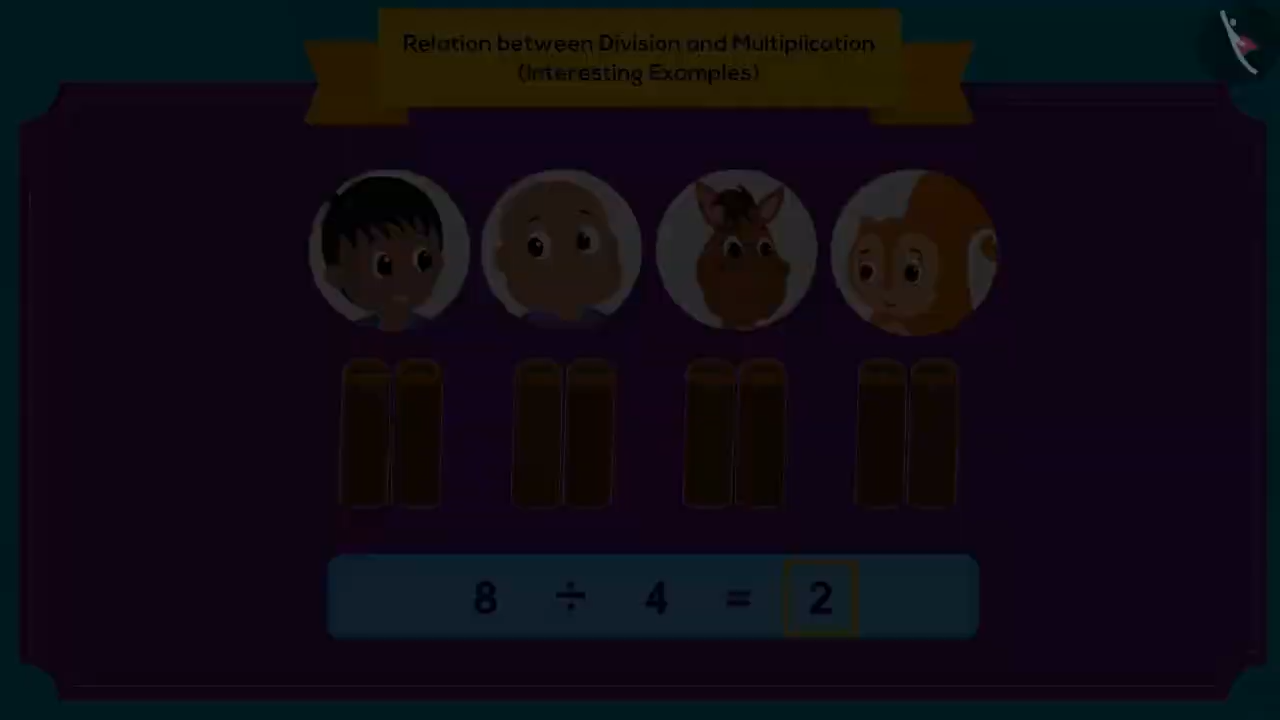 Relation between Division and Multiplication
(Interesting Examples)
8 ÷ 4 = 2